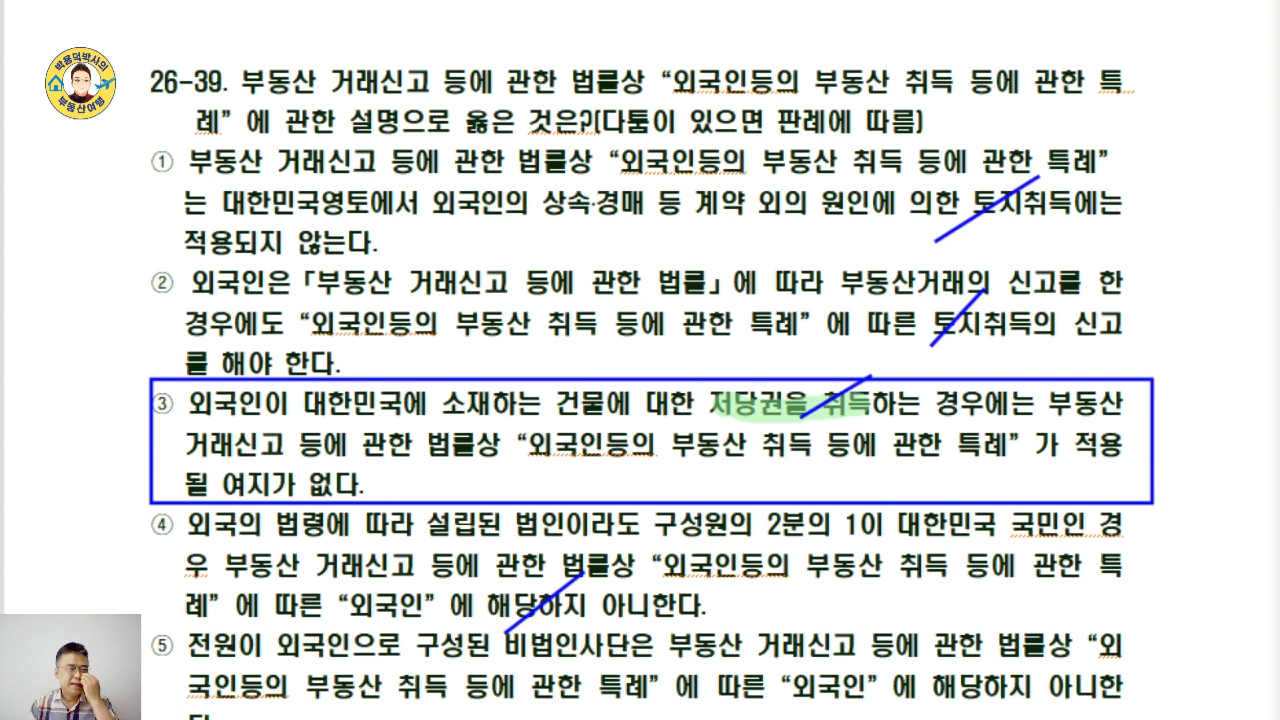 박용덕박사의
부동산여행
26-39. 부동산 거래신고 등에 관한 법률상 “외국인등의 부동산 취득 등에 관한 특
례” 에 관한 설명으로 옳은 것은?(다툼이 있으면 판례에 따름)
① 부동산 거래신고 등에 관한 법률상 “외국인등의 부동산 취득 등에 관한 특례”
는 대한민국영토에서 외국인의 상속·경매 등 계약 외의 원인에 의한 토지취득에는
적용되지 않는다.
② 외국인은「부동산 거래신고 등에 관한 법률」에 따라 부동산거래의 신고를 한
경우에도 “외국인등의 부동산 취득 등에 관한 특례” 에 따른 토지취득의 신고
를 해야 한다.
③ 외국인이 대한민국에 소재하는 건물에 대한 저당권을 취득하는 경우에는 부동산
거래신고 등에 관한 법률상 “외국인등의 부동산 취득 등에 관한 특례” 가 적용
될 여지가 없다.
④ 외국의 법령에 따라 설립된 법인이라도 구성원의 2분의 1이 대한민국 국민인 경
우 부동산 거래신고 등에 관한 법률상 “외국인등의 부동산 취득 등에 관한 특
례” 에 따른 “외국인” 에 해당하지 아니한다.
⑤ 전원이 외국인으로 구성된 비법인사단은 부동산 거래신고 등에 관한 법률상 “외
국인등의 부동산 취득 등에 관한 특례” 에 따른 “외국인” 에 해당하지 아니한